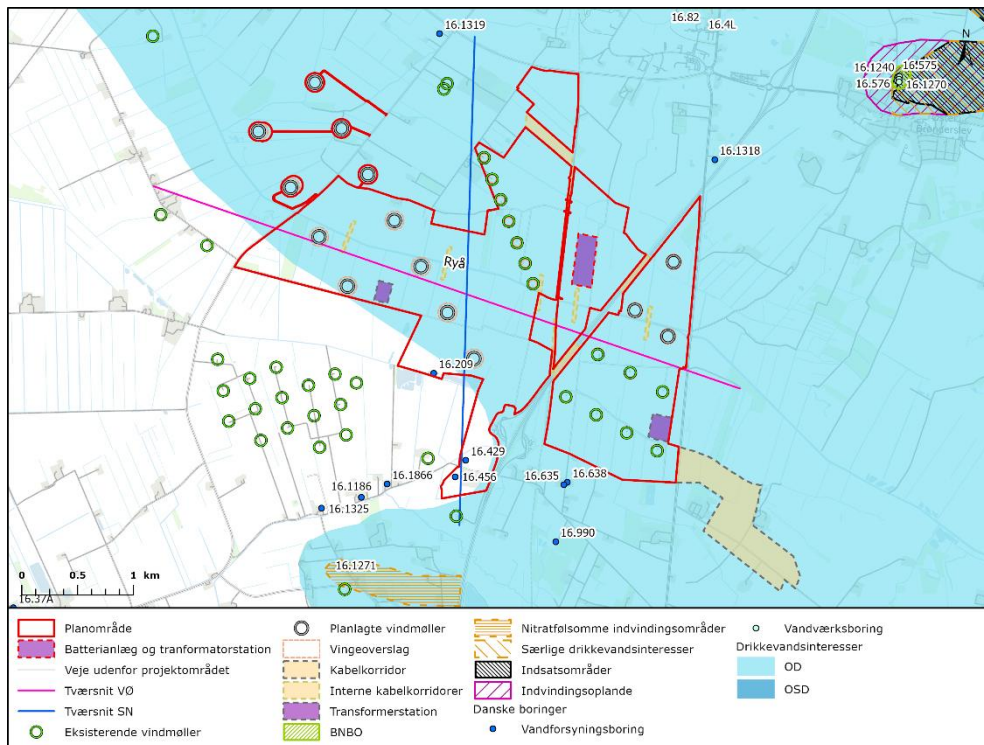 16.82
16.1319
16.4L
N
16.1240
16.575
16.576
16.1270
Brønderslev
16.1318
Ryå
16.209
16.429
16.1866
16.456
16.635
16.638
16.1186
16.1325
16.990
16.1271
0 0.5 1 km
16.37A
Planområde
Batterianlæg og tranformatorstation
Veje udenfor projektområdet
Tværsnit VØ
Tværsnit SN
Eksisterende vindmøller
Planlagte vindmøller
Vingeoverslag
Kabelkorridor
Interne kabelkorridorer
Transformerstation
BNBO
Nitratfølsomme indvindingsområder
Særlige drikkevandsinteresser
Indsatsområder
Indvindingsoplande
Danske boringer
Vandforsyningsboring
Vandværksboring
Drikkevandsinteresser
OD
OSD